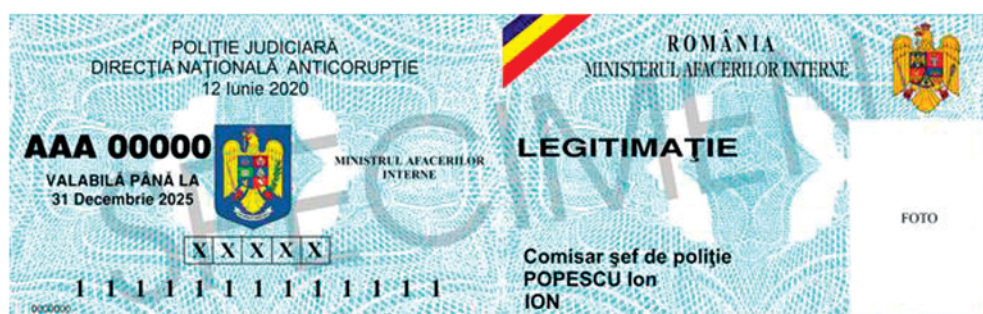 POLIȚIE JUDICIARĂ
DIRECȚIA NAȚIONALĂ ANTICORUPȚIE
12 Iunie 2020
AAA 00000
VALABILĂ PÂNĂ LA
31 Decembrie 2025
MINISTRUL AFACERILOR
INTERNE
X X X X X
1 1 1 1 1 1 1 1 1 1 1 1 1
0000000
ROMÂNIA
MINISTERUL AFACERILOR INTERNE
LEGITIMAŢIE
FOTO
Comisar şef de poliţie
POPESCU Ion
ION
SPECIMEN